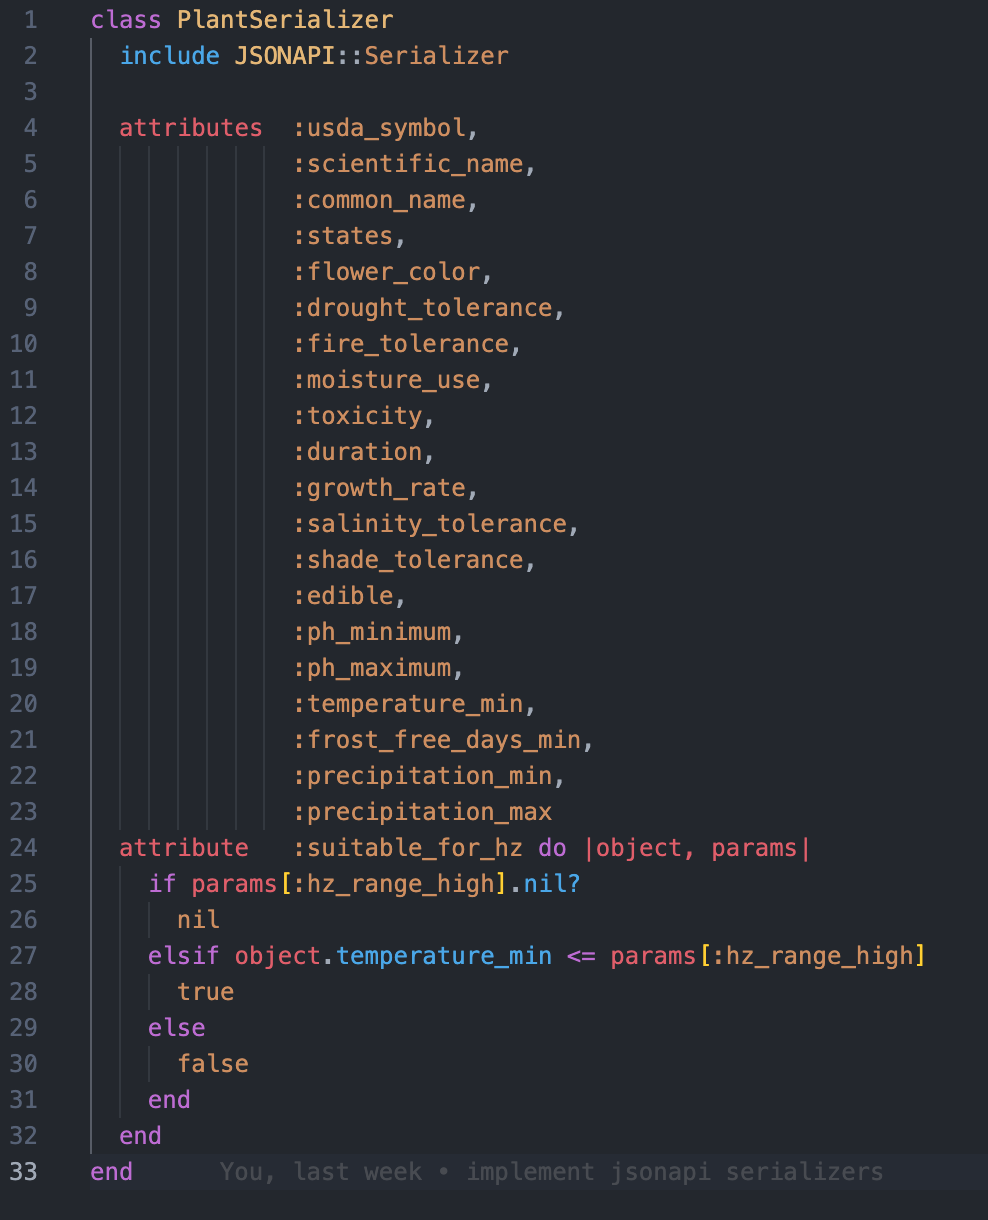 1 class PlantSerializer
2 include JSONAPI::Serializer
3
4 attributes :usda_symbol,
5 :scientific_name,
6 :common_name,
7 :states,
8 :flower_color,
9 :drought_tolerance,
10 :fire_tolerance,
11 :moisture_use,
12 :toxicity,
13 :duration,
14 :growth_rate,
15 :salinity_tolerance,
16 :shade_tolerance,
17 :edible,
18 :ph_minimum,
19 :ph_maximum,
20 :temperature_min,
21 :frost_free_days_min,
22 :precipitation_min,
23 :precipitation_max
24 attribute :suitable_for_hz do |object, params|
25 if params[:hz_range_high].nil?
26 nil
27 elsif object.temperature_min <= params[:hz_range_high]
28 true
29 else
30 false
31 end
32 end
33 end You, last week • implement jsonapi serializers